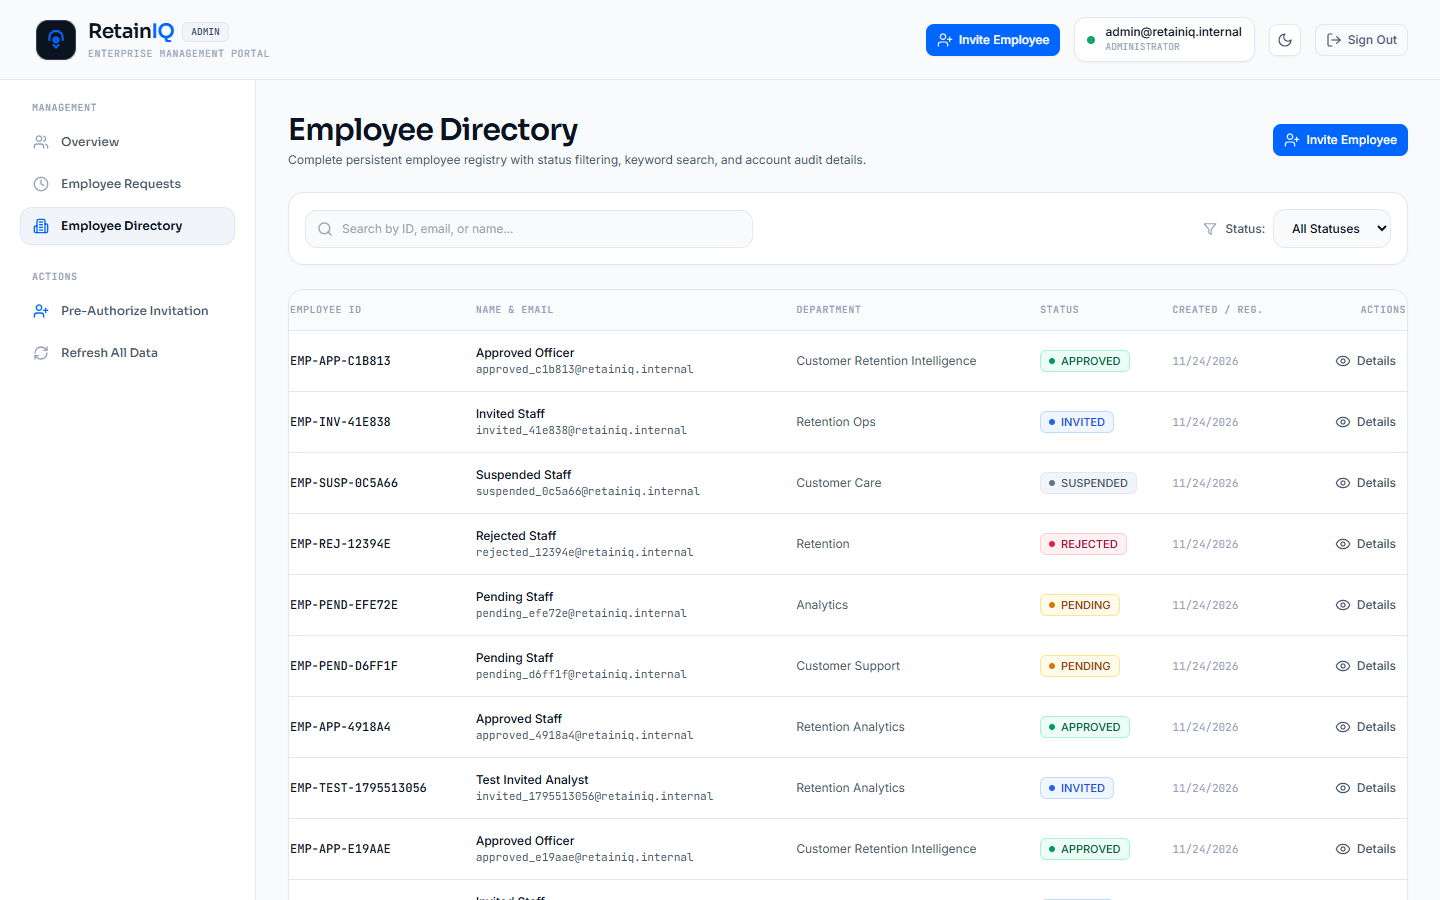 RetainIQ ADMIN
ENTERPRISE MANAGEMENT PORTAL
Invite Employee
admin@retainiq.internal
ADMINISTRATOR
Sign Out
MANAGEMENT
Overview
Employee Requests
Employee Directory
ACTIONS
Pre-Authorize Invitation
Refresh All Data
Employee Directory
Complete persistent employee registry with status filtering, keyword search, and account audit details.
Invite Employee
Search by ID, email, or name...
Status: All Statuses
EMPLOYEE ID NAME & EMAIL DEPARTMENT STATUS CREATED / REG. ACTIONS
EMP-APP-C1B813 Approved Officer Customer Retention Intelligence APPROVED 11/24/2026 Details
approved_c1b813@retainiq.internal
EMP-INV-41E838 Invited Staff Retention Ops INVITED 11/24/2026 Details
invited_41e838@retainiq.internal
EMP-SUSP-0C5A66 Suspended Staff Customer Care SUSPENDED 11/24/2026 Details
suspended_0c5a66@retainiq.internal
EMP-REJ-12394E Rejected Staff Retention REJECTED 11/24/2026 Details
rejected_12394e@retainiq.internal
EMP-PEND-EFE72E Pending Staff Analytics PENDING 11/24/2026 Details
pending_efe72e@retainiq.internal
EMP-PEND-D6FF1F Pending Staff Customer Support PENDING 11/24/2026 Details
pending_d6ff1f@retainiq.internal
EMP-APP-4918A4 Approved Staff Retention Analytics APPROVED 11/24/2026 Details
approved_4918a4@retainiq.internal
EMP-TEST-1795513056 Test Invited Analyst Retention Analytics INVITED 11/24/2026 Details
invited_1795513056@retainiq.internal
EMP-APP-E19AAE Approved Officer Customer Retention Intelligence APPROVED 11/24/2026 Details
approved_e19aae@retainiq.internal